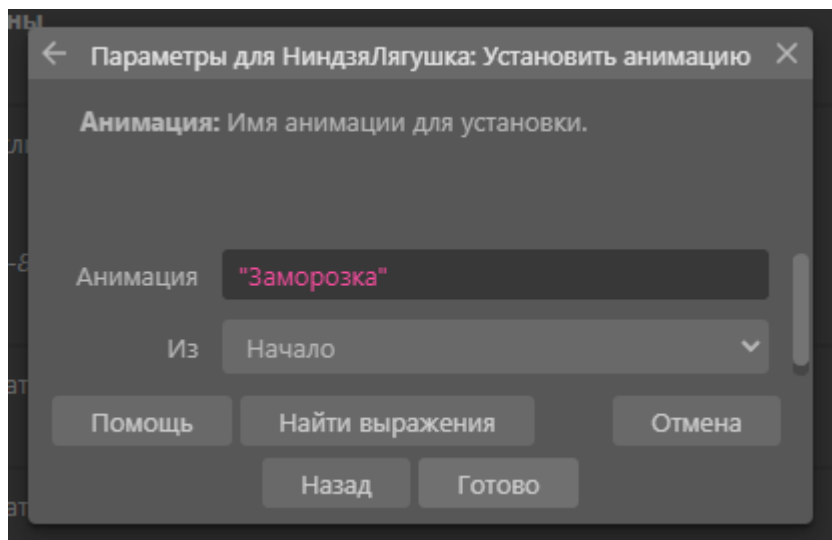 ны
Параметры для НиндзяЛягушка: Установить анимацию
Анимация: Имя анимации для установки.
Анимация "Заморозка"
Из Начало
Помощь Найти выражения Отмена
Назад Готово